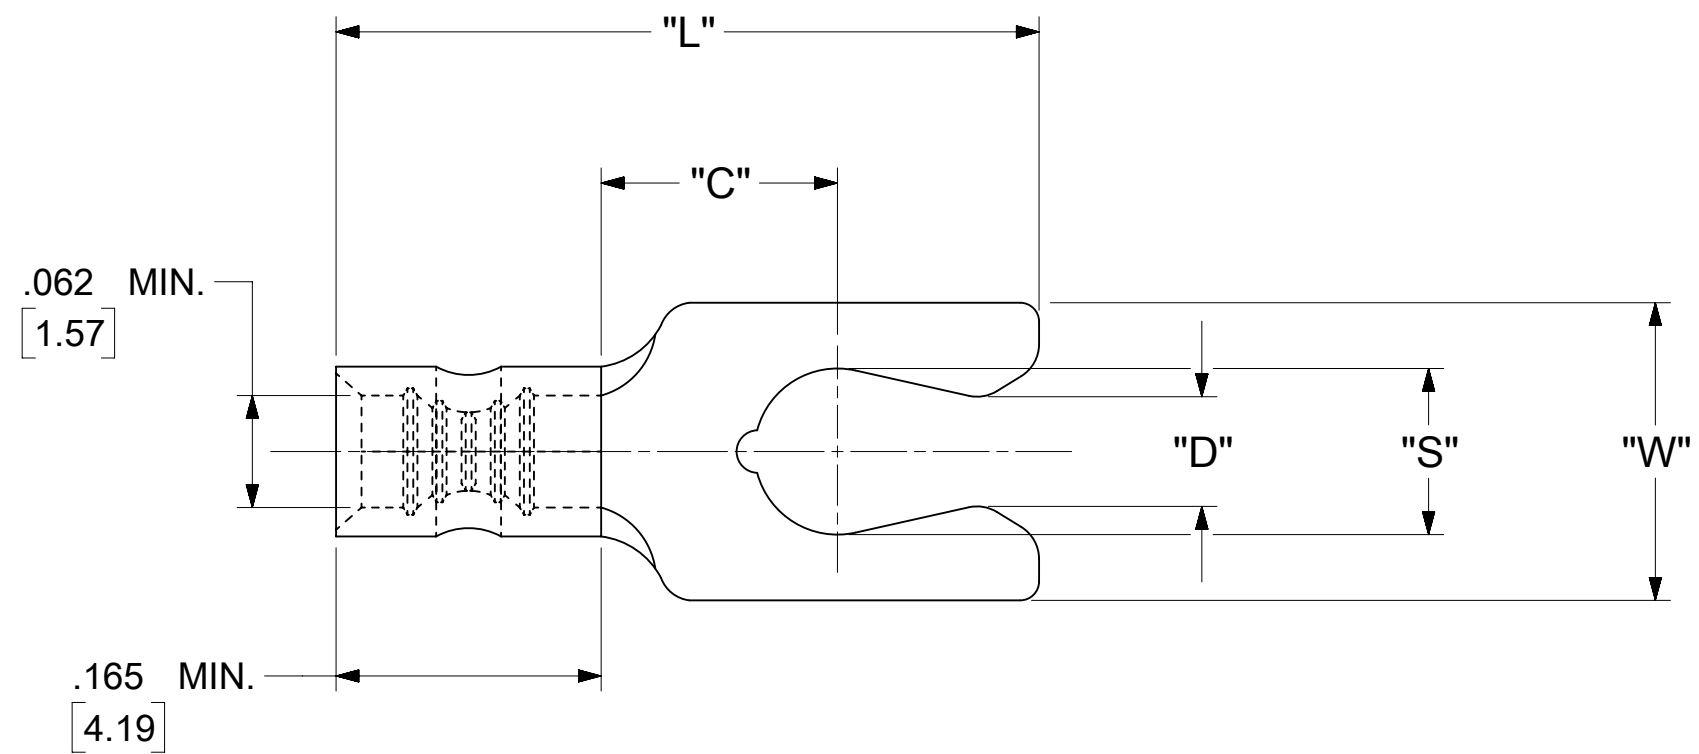 "L"
"C"
.062 MIN.
[1.57]
"D"
"S"
"W"
.165 MIN.
[4.19]